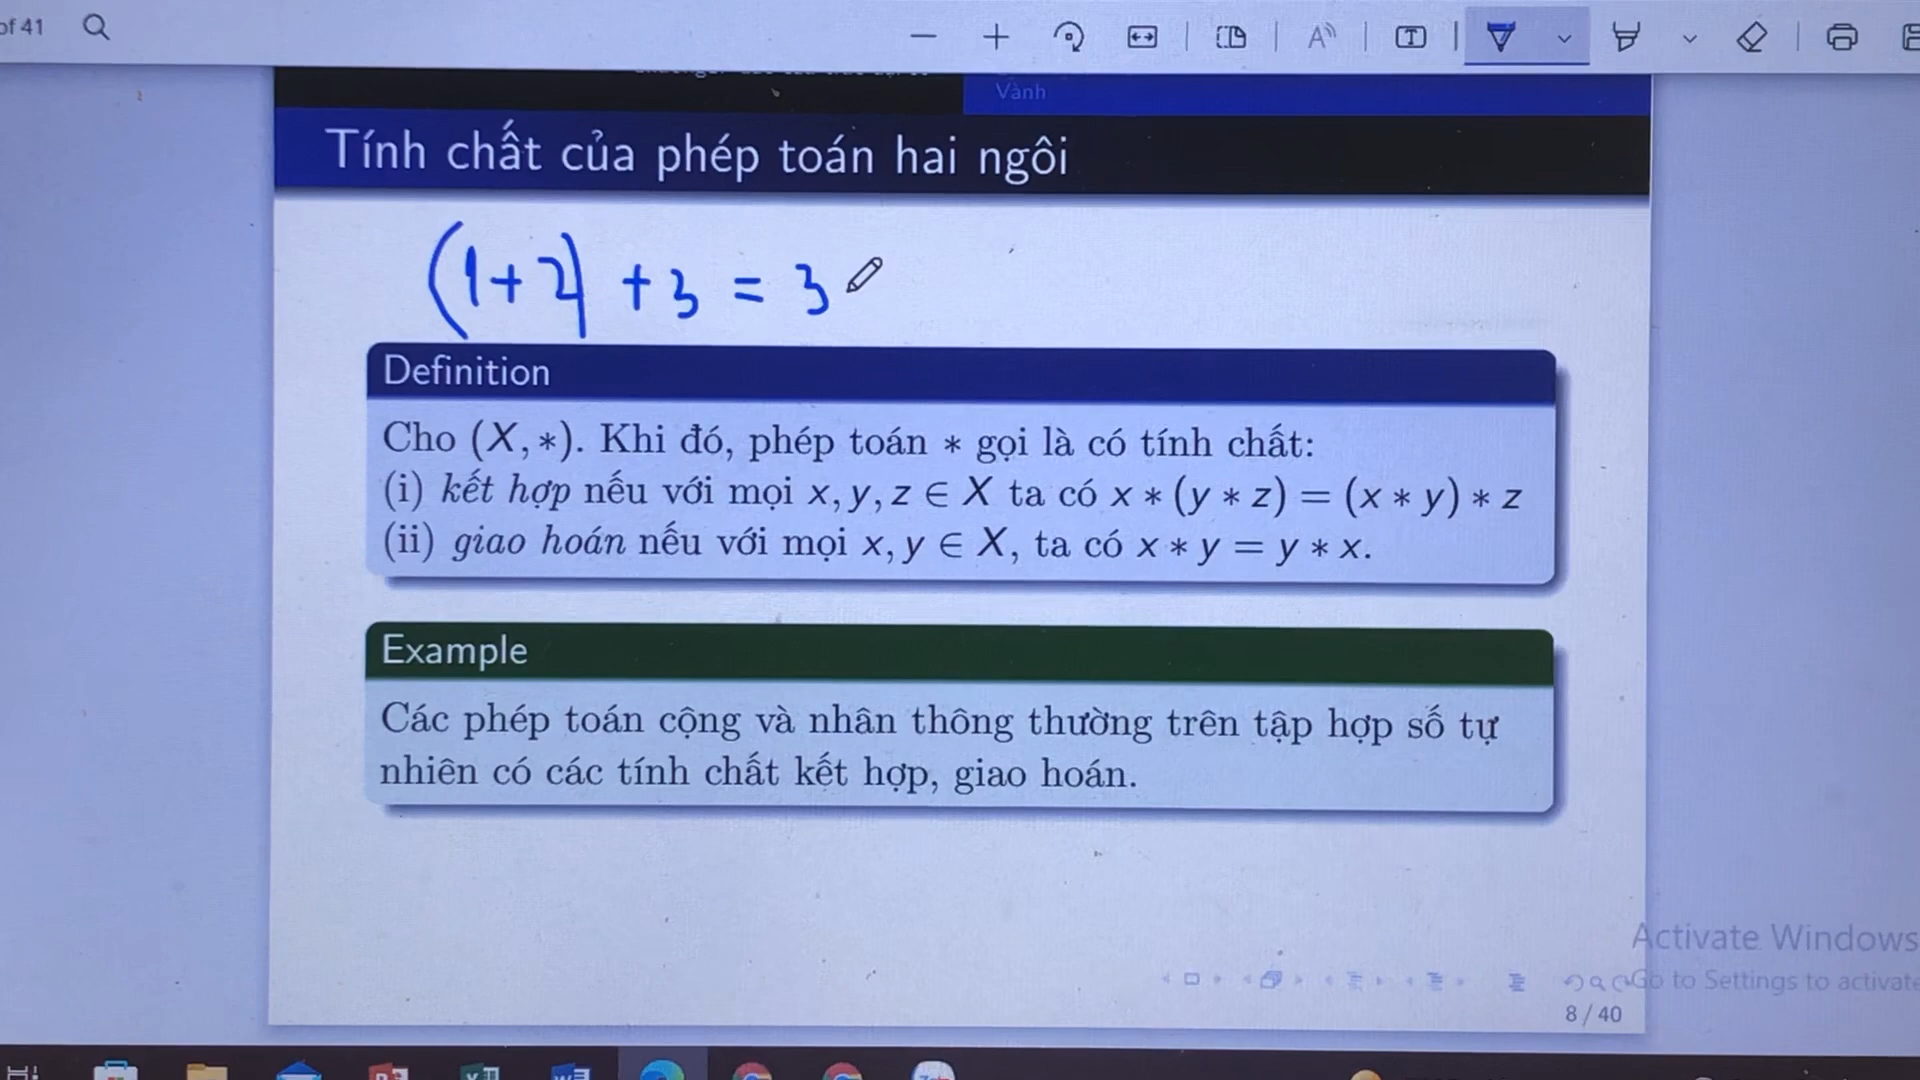 of 41
Vành
Tính chất của phép toán hai ngôi
(1+2) + 3 = 3
Definition
Cho (X, ∗). Khi đó, phép toán ∗ gọi là có tính chất:
(i) kết hợp nếu với mọi x, y, z ∈ X ta có x ∗ (y ∗ z) = (x ∗ y) ∗ z
(ii) giao hoán nếu với mọi x, y ∈ X, ta có x ∗ y = y ∗ x.
Example
Các phép toán cộng và nhân thông thường trên tập hợp số tự
nhiên có các tính chất kết hợp, giao hoán.
Activate Windows
Go to Settings to activate
8 / 40